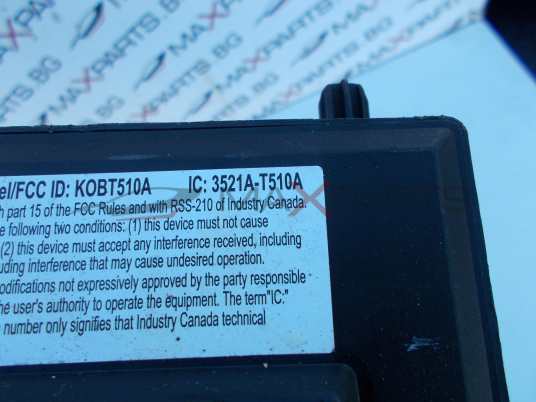 MAXPARTS.BG
el/FCC ID: KOBT510A IC: 3521A-T510A
h part 15 of the FCC Rules and with RSS-210 of Industry Canada.
e following two conditions: (1) this device must not cause
(2) this device must accept any interference received, including
uding interference that may cause undesired operation.
odifications not expressively approved by the party responsible
he user's authority to operate the equipment. The term"IC:"
n number only signifies that Industry Canada technical